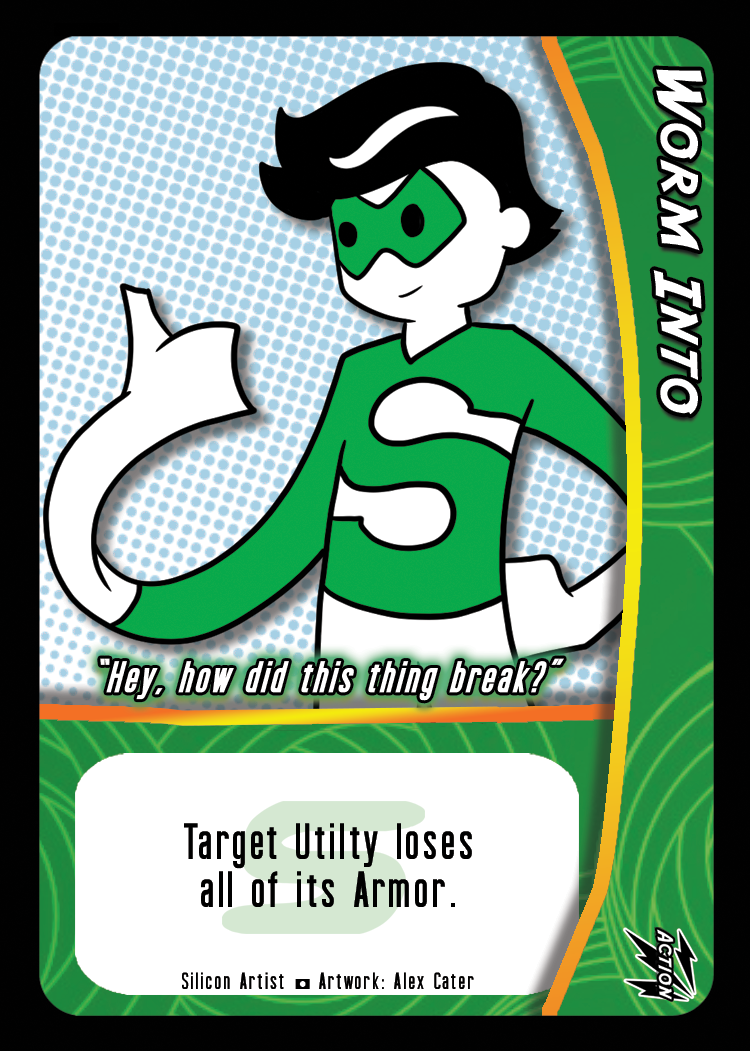 Worm Into
S
"Hey, how did this thing break?"
Target Utilty loses
all of its Armor.
Silicon Artist Artwork: Alex Cater
Action